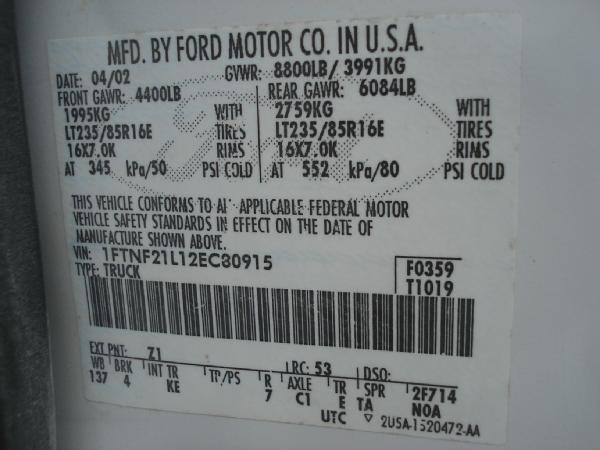 MFD. BY FORD MOTOR CO. IN U.S.A.
DATE: 04/02 GVWR: 8800LB/ 3991KG
FRONT GAWR: 4400LB REAR GAWR: 6084LB
1995KG WITH 2759KG WITH
LT235/85R16E TIRES LT235/85R16E TIRES
16X7.0K RIMS 16X7.0K RIMS
AT 345 kPa/50 PSI COLD AT 552 kPa/80 PSI COLD
THIS VEHICLE CONFORMS TO ALL APPLICABLE FEDERAL MOTOR
VEHICLE SAFETY STANDARDS IN EFFECT ON THE DATE OF
MANUFACTURE SHOWN ABOVE.
VIN: 1FTNF21L12EC80915 F0359
TYPE: TRUCK T1019
EXT PNT: Z1 RC: 53 DSO:
WB BRK INT TR TP/PS R AXLE TR SPR 2F714
137 4 KE 7 C1 E TA N0A
UTC ▽ 2U5A-1520472-AA